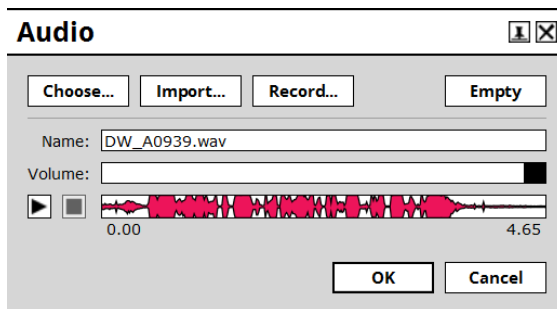 Audio
Choose... Import... Record... Empty
Name: DW_A0939.wav
Volume:
0.00 4.65
OK Cancel